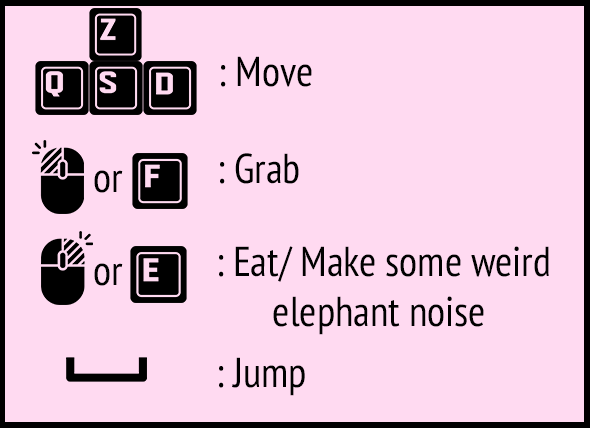 Z
Q S D : Move
or F : Grab
or E : Eat/ Make some weird
elephant noise
: Jump